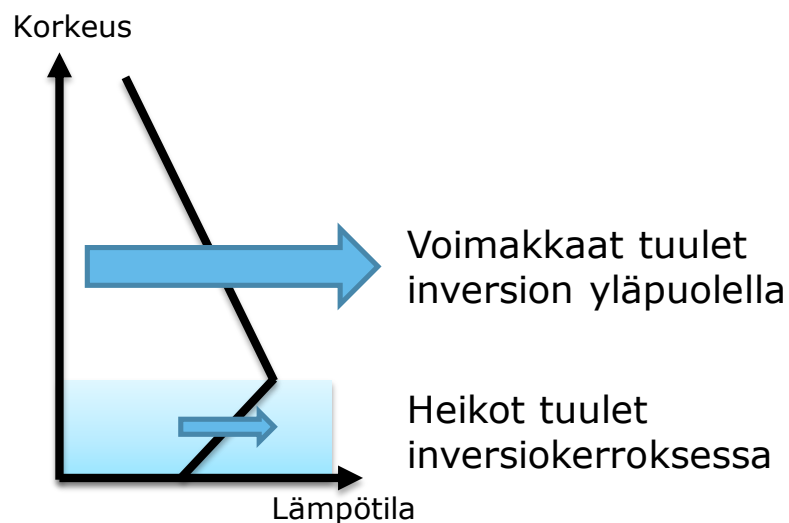 Korkeus
Voimakkaat tuulet
inversion yläpuolella
Heikot tuulet
inversiokerroksessa
Lämpötila